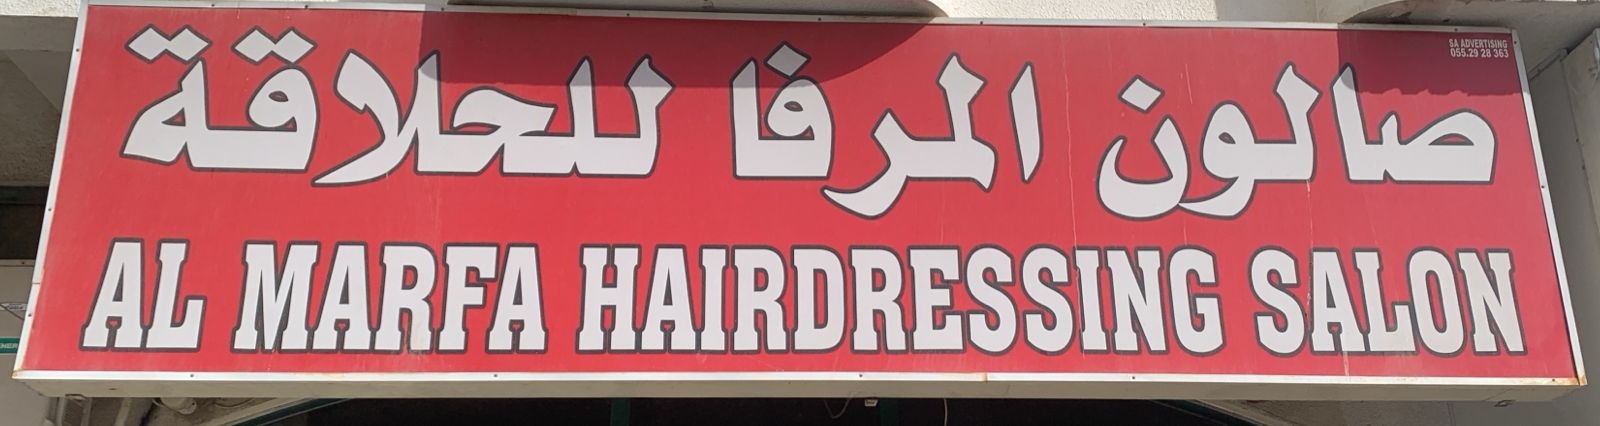 صالون المرفا للحلاقة
AL MARFA HAIRDRESSING SALON
SA ADVERTISING
055.29 28 363